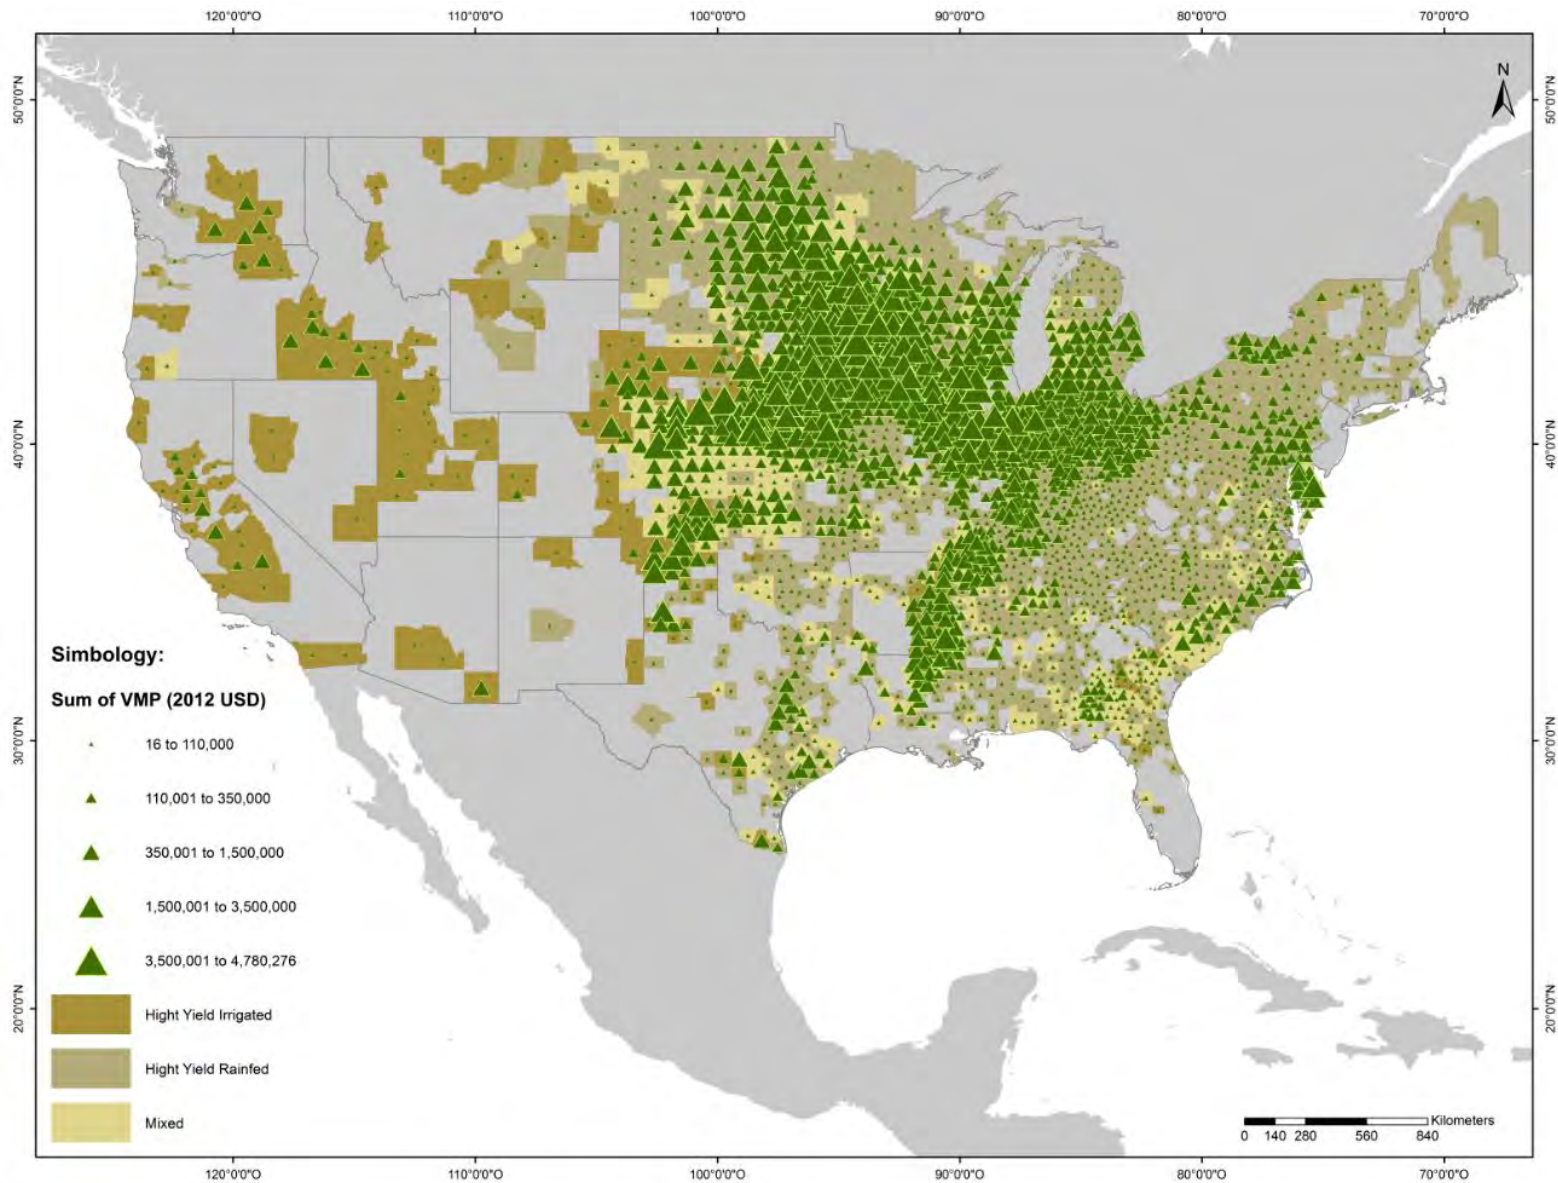 120°0'0"O 110°0'0"O 100°0'0"O 90°0'0"O 80°0'0"O 70°0'0"O
N
50°0'0"N 50°0'0"N
40°0'0"N 40°0'0"N
30°0'0"N 30°0'0"N
20°0'0"N 20°0'0"N
Simbology:
Sum of VMP (2012 USD)
16 to 110,000
110,001 to 350,000
350,001 to 1,500,000
1,500,001 to 3,500,000
3,500,001 to 4,780,276
Hight Yield Irrigated
Hight Yield Rainfed
Mixed
Kilometers
0 140 280 560 840
120°0'0"O 110°0'0"O 100°0'0"O 90°0'0"O 80°0'0"O 70°0'0"O